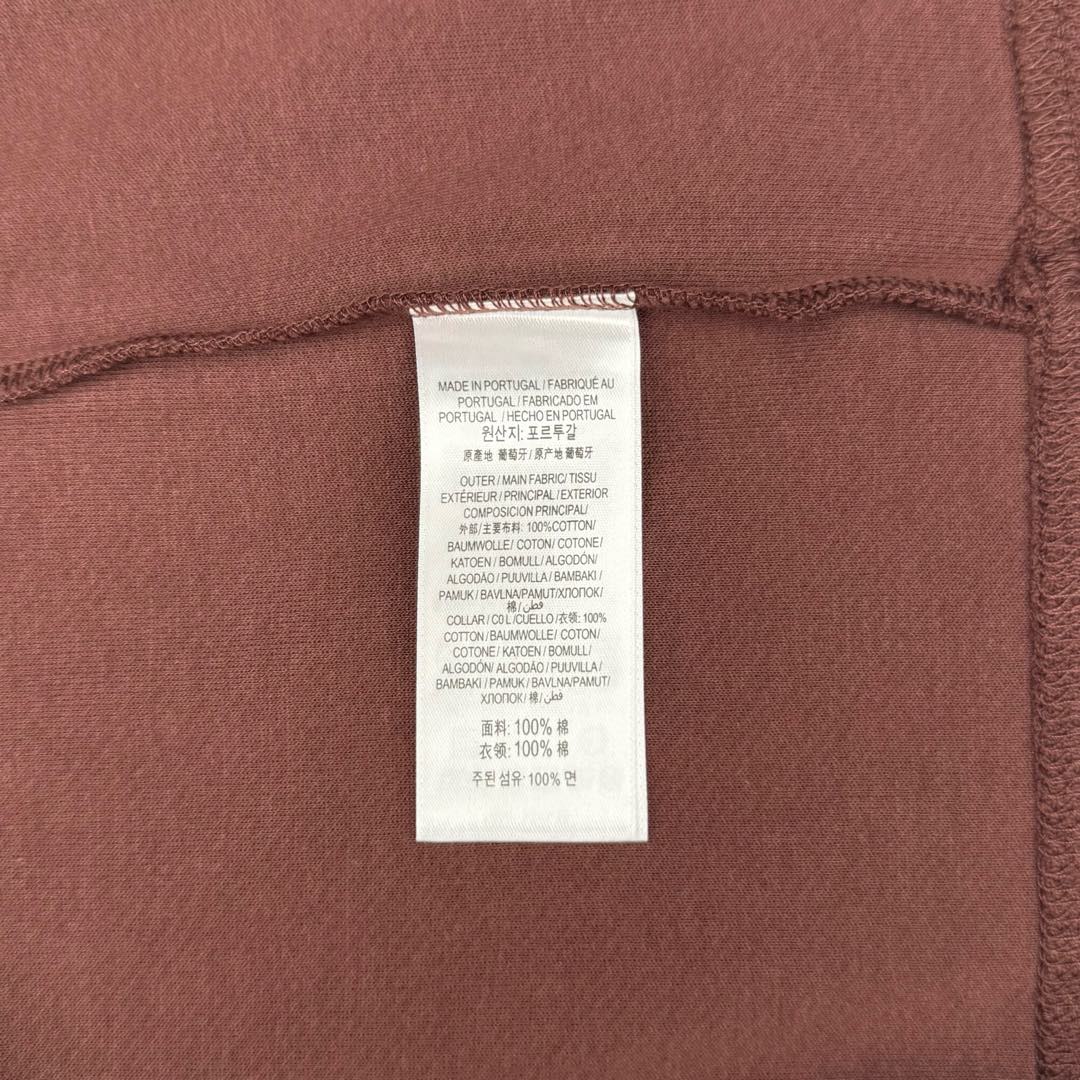 MADE IN PORTUGAL / FABRIQUÉ AU
PORTUGAL / FABRICADO EM
PORTUGAL / HECHO EN PORTUGAL
원산지: 포르투갈
原產地 葡萄牙 / 原产地 葡萄牙
OUTER / MAIN FABRIC/ TISSU
EXTÉRIEUR / PRINCIPAL / EXTERIOR
COMPOSICION PRINCIPAL/
外部/主要布料: 100%COTTON/
BAUMWOLLE/ COTON/ COTONE/
KATOEN / BOMULL/ ALGODÓN/
ALGODÃO / PUUVILLA / BAMBAKI /
PAMUK / BAVLNA/PAMUT/ХЛОПОК/
棉/قطن
COLLAR / COL /CUELLO /衣领: 100%
COTTON / BAUMWOLLE/ COTON/
COTONE / KATOEN / BOMULL/
ALGODÓN/ ALGODÃO / PUUVILLA /
BAMBAKI / PAMUK / BAVLNA/PAMUT/
ХЛОПОК/ 棉/قطن
面料: 100% 棉
衣领: 100% 棉
주된 섬유: 100% 면